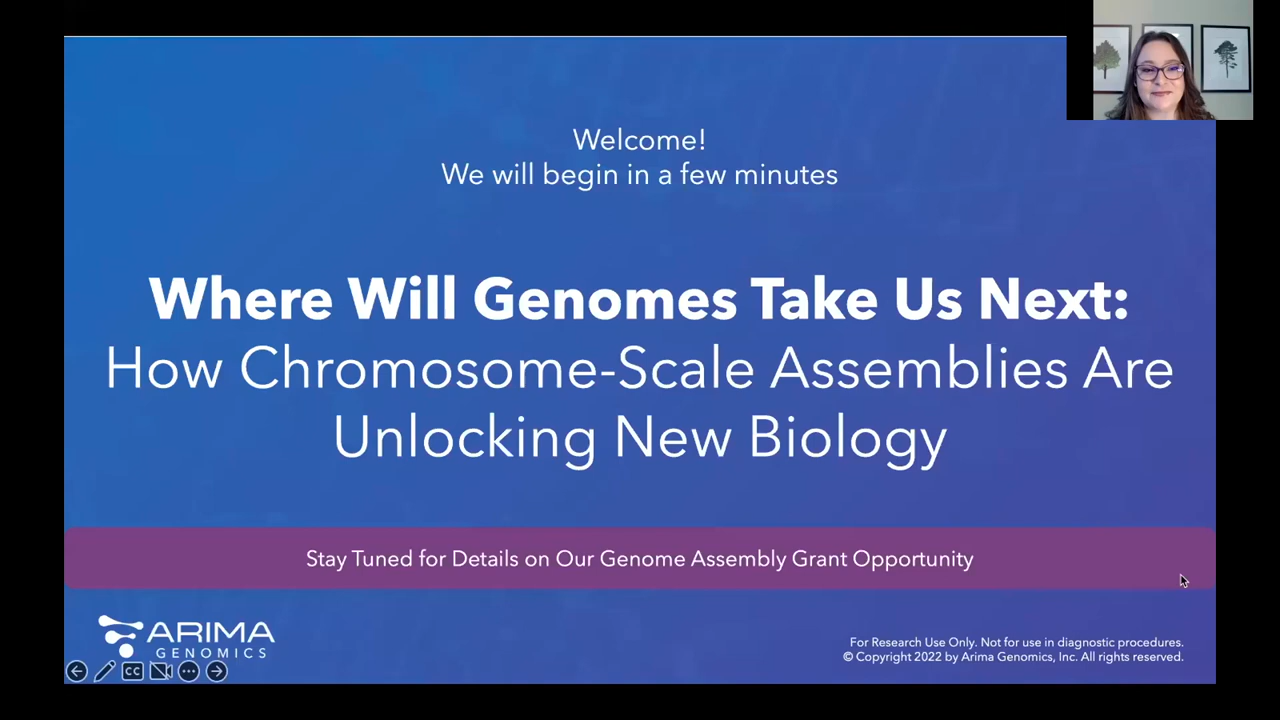 Welcome!
We will begin in a few minutes
Where Will Genomes Take Us Next:
How Chromosome-Scale Assemblies Are
Unlocking New Biology
Stay Tuned for Details on Our Genome Assembly Grant Opportunity
ARIMA
GENOMICS
For Research Use Only. Not for use in diagnostic procedures.
© Copyright 2022 by Arima Genomics, Inc. All rights reserved.
CC